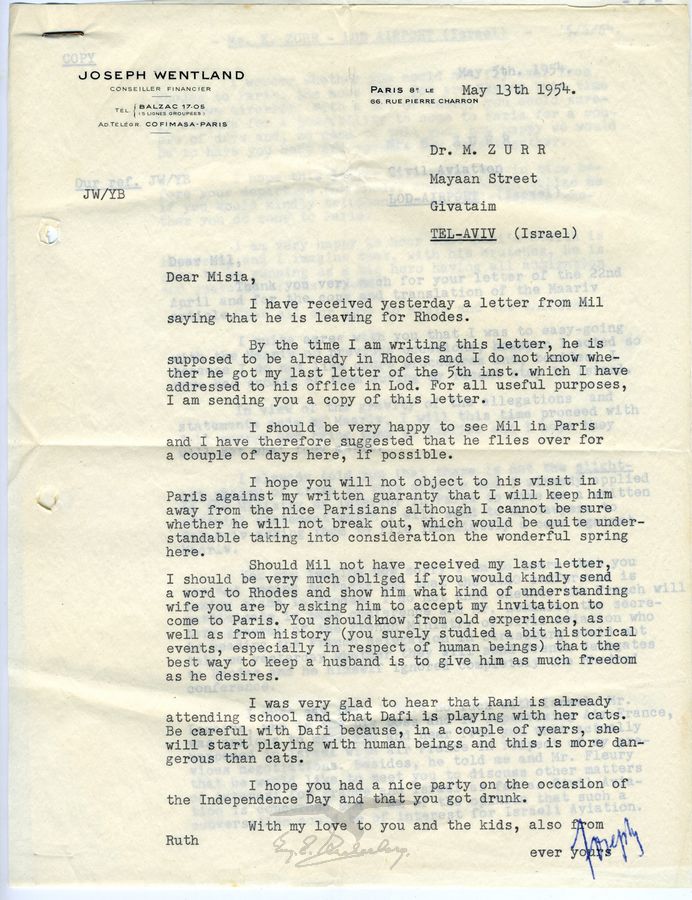 COPY
JOSEPH WENTLAND
CONSEILLER FINANCIER
TEL. BALZAC 17-05
(5 LIGNES GROUPÉES)
AD. TÉLÉGR. COFIMASA-PARIS
PARIS 8E LE May 13th 1954.
66. RUE PIERRE CHARRON
Dr. M. Z U R R
Mayaan Street
Givataim
TEL-AVIV (Israel)
Our ref. JW/YB
JW/YB
Dear Misia,
I have received yesterday a letter from Mil
saying that he is leaving for Rhodes.
By the time I am writing this letter, he is
supposed to be already in Rhodes and I do not know whe-
ther he got my last letter of the 5th inst. which I have
addressed to his office in Lod. For all useful purposes,
I am sending you a copy of this letter.
I should be very happy to see Mil in Paris
and I have therefore suggested that he flies over for
a couple of days here, if possible.
I hope you will not object to his visit in
Paris against my written guaranty that I will keep him
away from the nice Parisians although I cannot be sure
whether he will not break out, which would be quite under-
standable taking into consideration the wonderful spring
here.
Should Mil not have received my last letter,
I should be very much obliged if you would kindly send
a word to Rhodes and show him what kind of understanding
wife you are by asking him to accept my invitation to
come to Paris. You shouldknow from old experience, as
well as from history (you surely studied a bit historical
events, especially in respect of human beings) that the
best way to keep a husband is to give him as much freedom
as he desires.
I was very glad to hear that Rani is already
attending school and that Dafi is playing with her cats.
Be careful with Dafi because, in a couple of years, she
will start playing with human beings and this is more dan-
gerous than cats.
I hope you had a nice party on the occasion of
the Independence Day and that you got drunk.
With my love to you and the kids, also from
Ruth
ever yours
Joseph